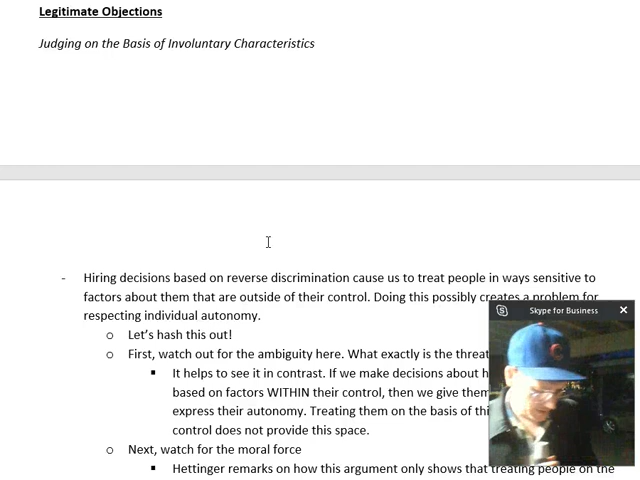 Legitimate Objections
Judging on the Basis of Involuntary Characteristics
- Hiring decisions based on reverse discrimination cause us to treat people in ways sensitive to
factors about them that are outside of their control. Doing this possibly creates a problem for
respecting individual autonomy.
o Let's hash this out!
o First, watch out for the ambiguity here. What exactly is the threat
▪ It helps to see it in contrast. If we make decisions about h
based on factors WITHIN their control, then we give them
express their autonomy. Treating them on the basis of thi
control does not provide this space.
o Next, watch for the moral force
▪ Hettinger remarks on how this argument only shows that treating people on the
Skype for Business